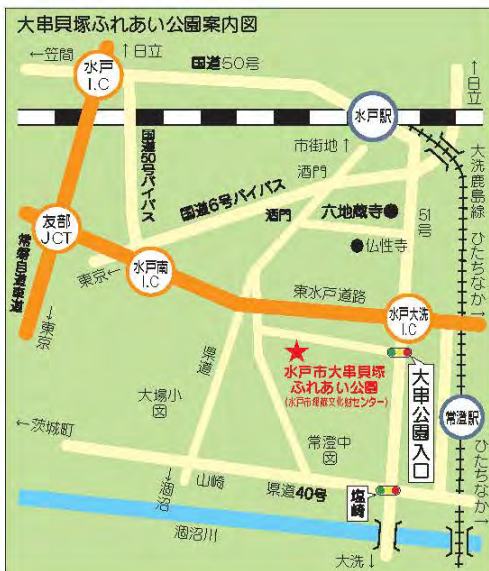 大串貝塚ふれあい公園案内図
←笠間
↑日立
国道50号
水戸
I.C
水戸駅
↑日立
市街地↑
酒門
国道50号バイパス
国道6号バイパス
酒門
六地蔵寺
仏性寺
51号
大洗鹿島線
ひたちなか→
友部
JCT
水戸南
I.C
東京←
常磐自動車道
↓東京
東水戸道路
水戸大洗
I.C
県道
水戸市大串貝塚
ふれあい公園
(水戸市埋蔵文化財センター)
大串公園入口
常澄駅
大場小
図
常澄中
図
←茨城町
ひたちなか→
山崎
県道40号
塩崎
↓涸沼
涸沼川
大洗↓